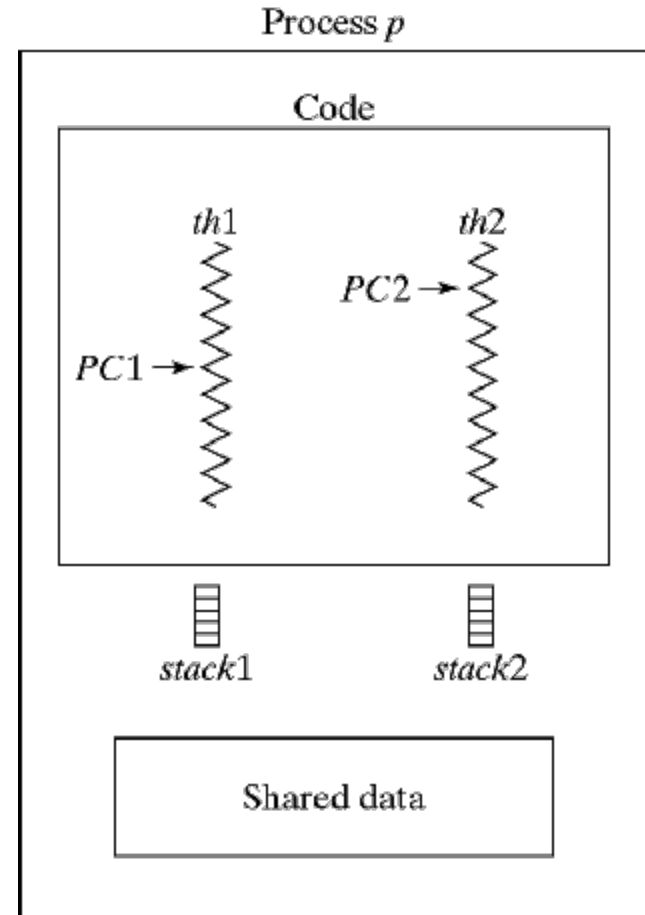 Process p
Code
th1 th2
PC2
PC1
stack1 stack2
Shared data